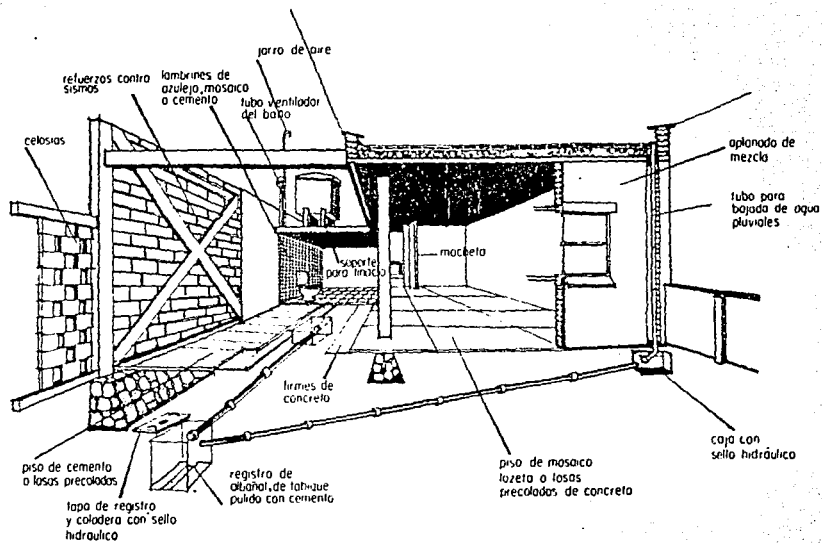 jarro de aire
refuerzos contra
sismos
lambrines de
azulejo, mosaico
o cemento
tubo ventilador
del baño
celosias
aplanado de
mezcla
tubo para
bajada de agua
pluviales
soporte
para tinaco
macheta
firmes de
concreto
caja con
sello hidráulico
piso de cemento
o losas precoladas
registro de
albañal, de tabique
pulido con cemento
piso de mosaico
lozeta o losas
precoladas de concreto
tapa de registro
y coladera con sello
hidraulico